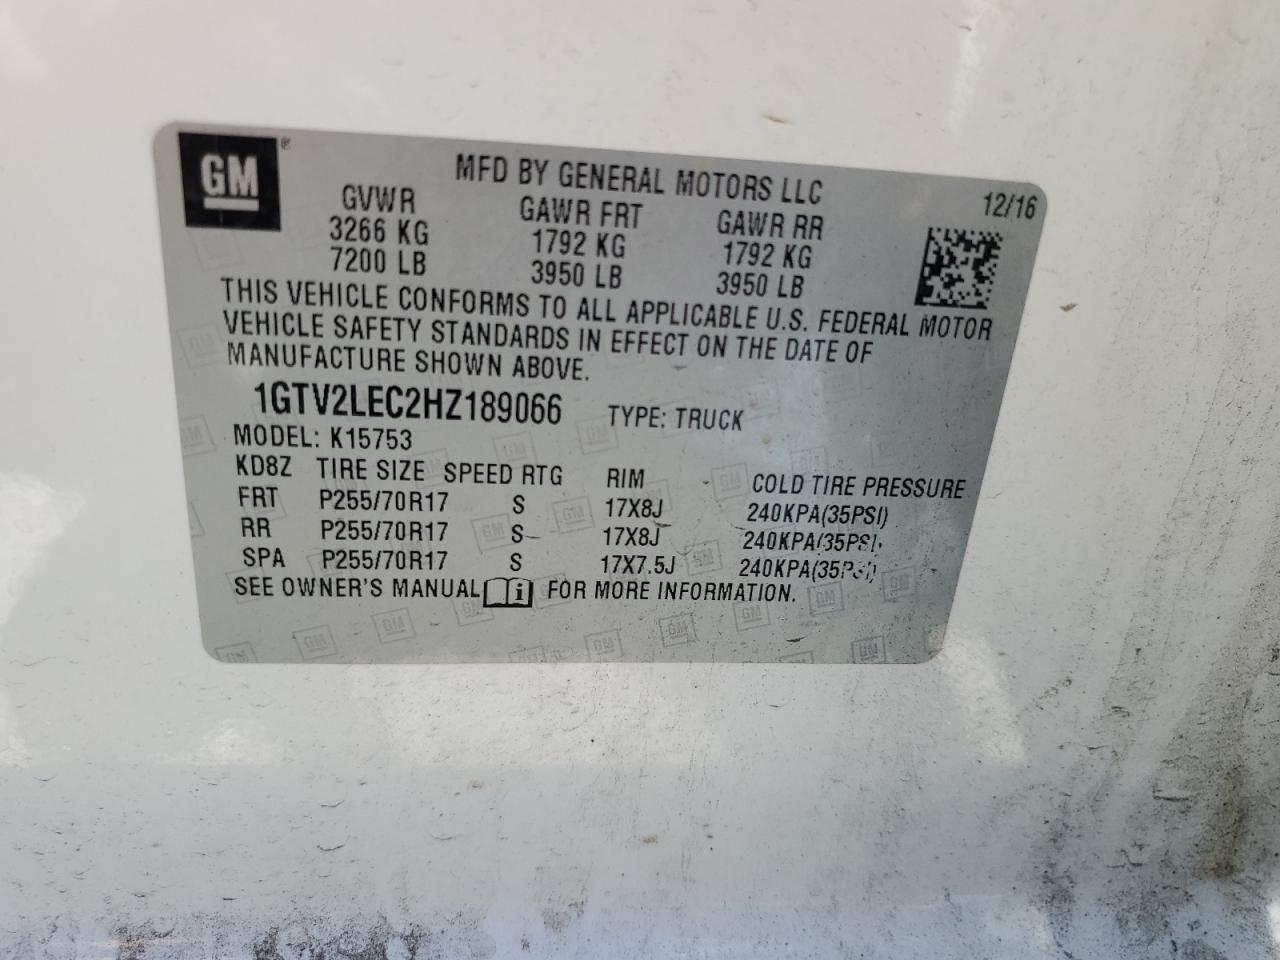 GM ®
MFD BY GENERAL MOTORS LLC 12/16
GVWR GAWR FRT GAWR RR
3266 KG 1792 KG 1792 KG
7200 LB 3950 LB 3950 LB
THIS VEHICLE CONFORMS TO ALL APPLICABLE U.S. FEDERAL MOTOR
VEHICLE SAFETY STANDARDS IN EFFECT ON THE DATE OF
MANUFACTURE SHOWN ABOVE.
1GTV2LEC2HZ189066 TYPE: TRUCK
MODEL: K15753
KD8Z TIRE SIZE SPEED RTG RIM COLD TIRE PRESSURE
FRT P255/70R17 S 17X8J 240KPA(35PSI)
RR P255/70R17 S 17X8J 240KPA(35PSI)
SPA P255/70R17 S 17X7.5J 240KPA(35PSI)
SEE OWNER'S MANUAL i FOR MORE INFORMATION.